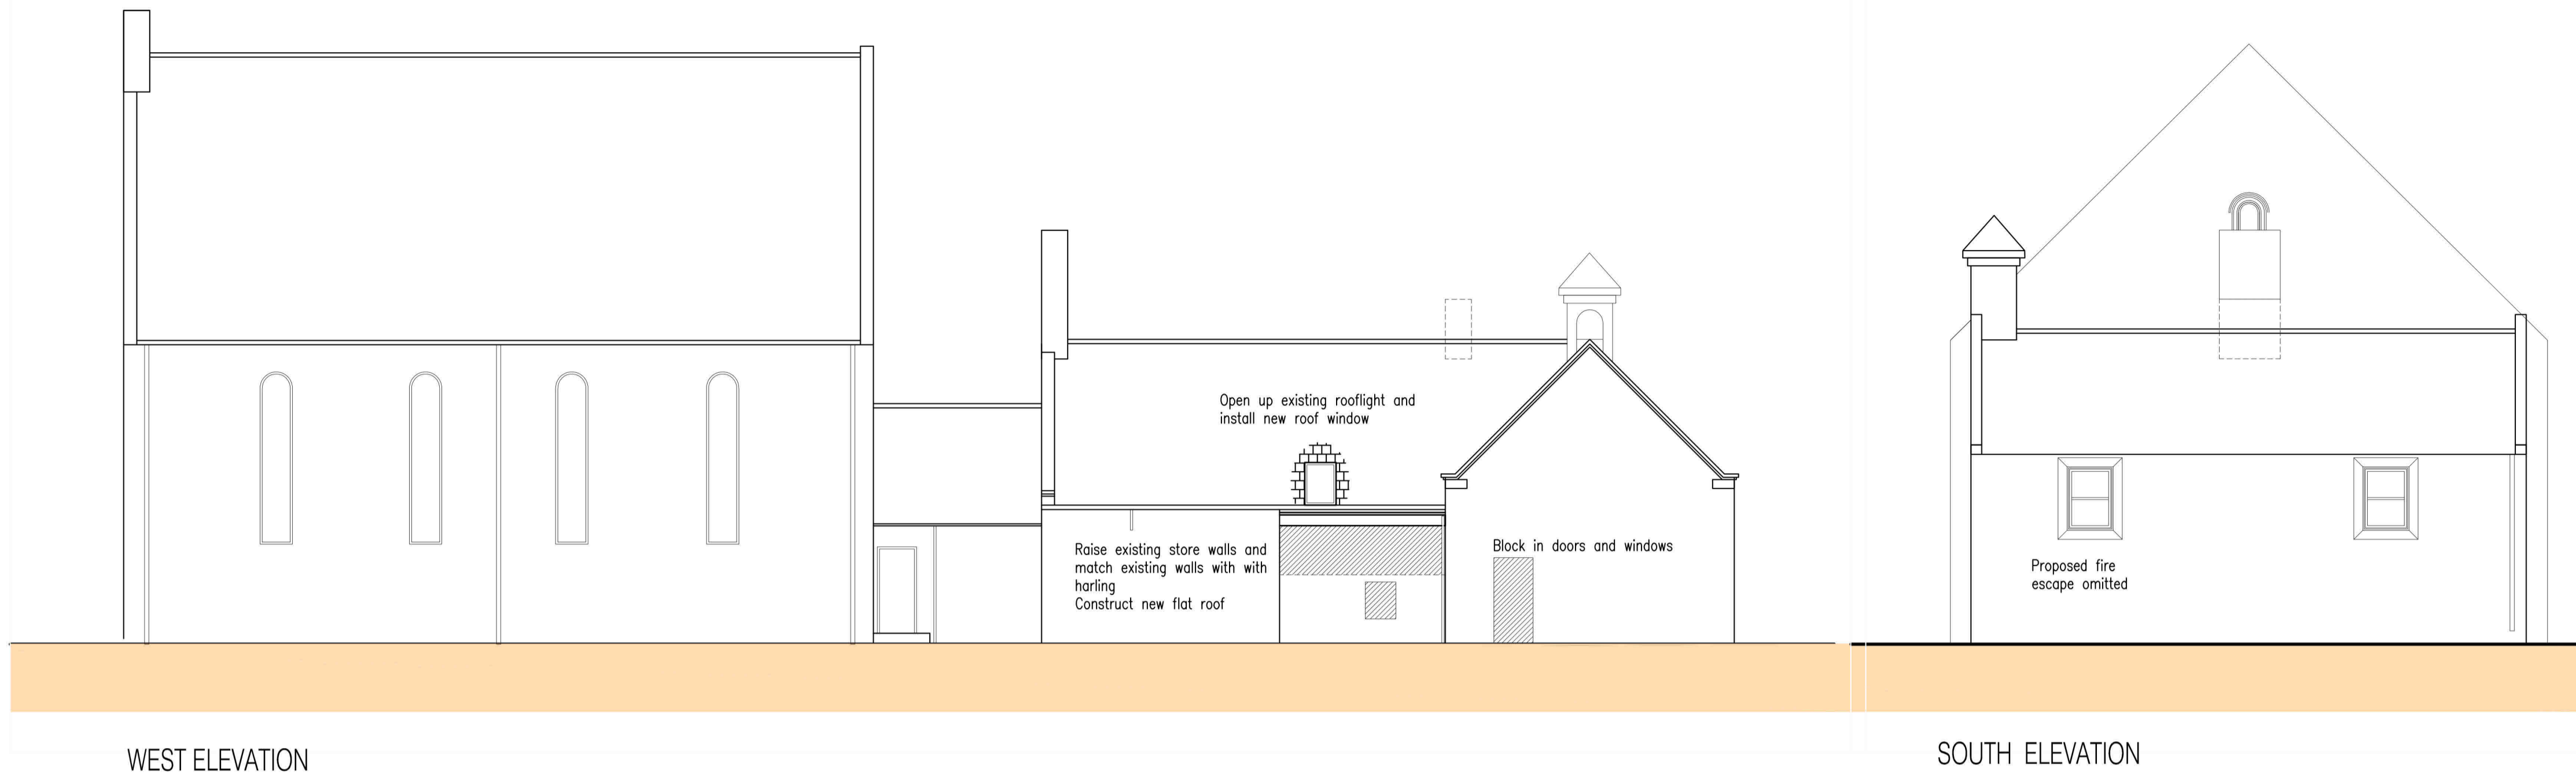 Open up existing rooflight and
install new roof window
Raise existing store walls and
match existing walls with with
harling
Construct new flat roof
Block in doors and windows
Proposed fire
escape omitted
WEST ELEVATION
SOUTH ELEVATION